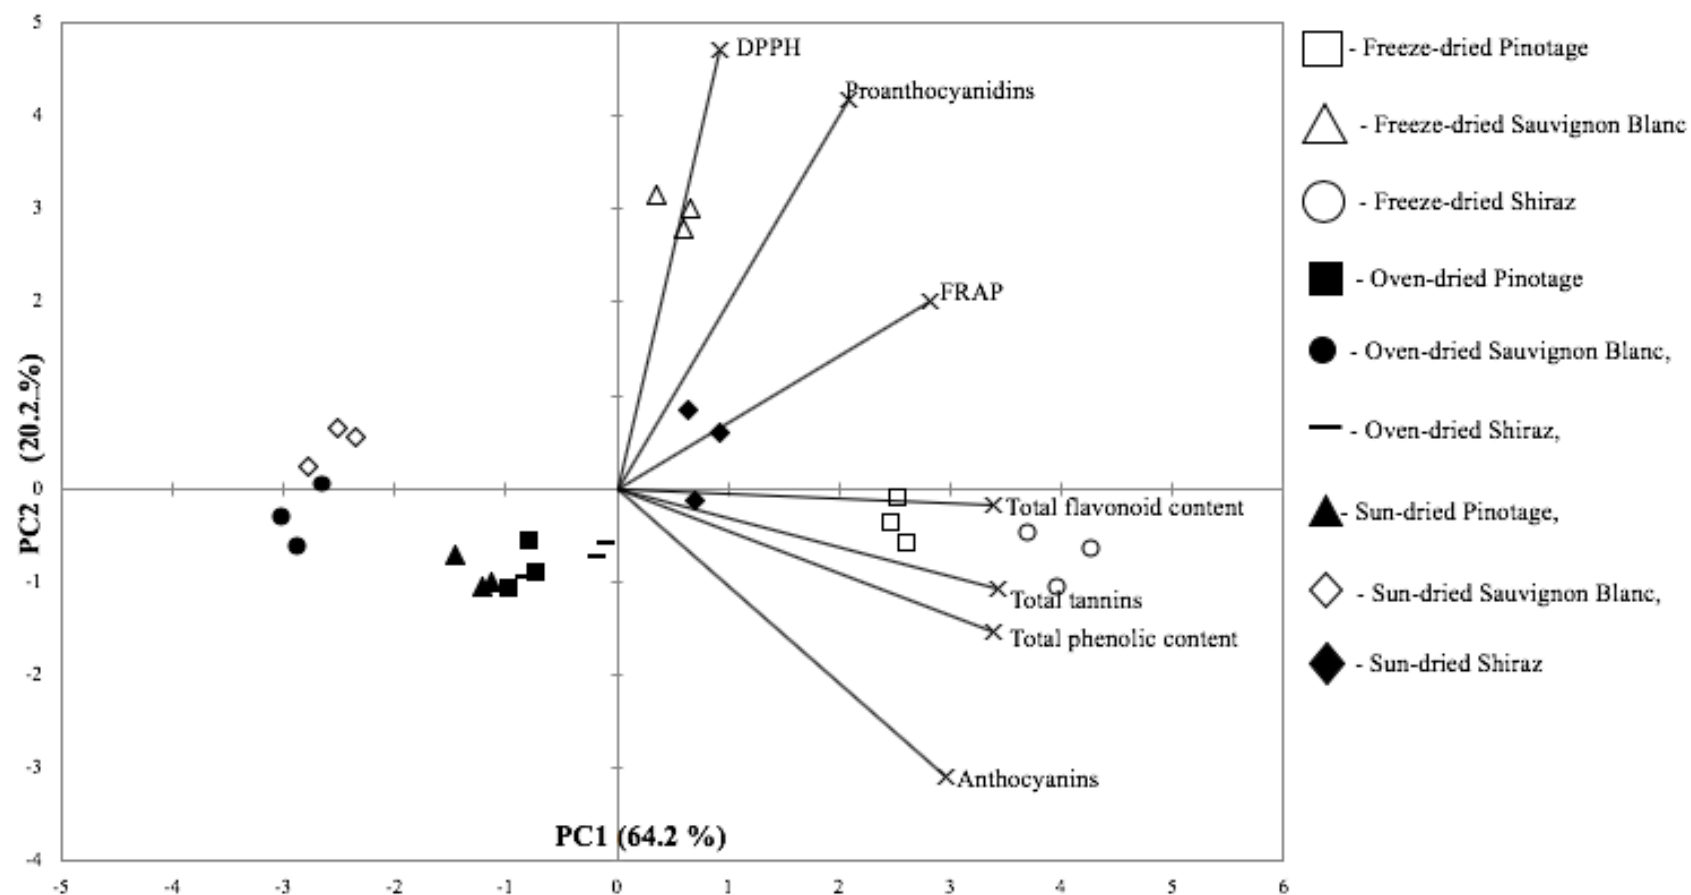 5
4
3
2
0
-1
-2
-3
-4
PC2 (20.2 %)
DPPH
Proanthocyanidins
FRAP
Total flavonoid content
Total tannins
Total phenolic content
Anthocyanins
PC1 (64.2 %)
-5 -4 -3 -2 -1 0 1 2 3 4 5 6
- Freeze-dried Pinotage
- Freeze-dried Sauvignon Blanc
- Freeze-dried Shiraz
- Oven-dried Pinotage
- Oven-dried Sauvignon Blanc,
- Oven-dried Shiraz,
- Sun-dried Pinotage,
- Sun-dried Sauvignon Blanc,
- Sun-dried Shiraz